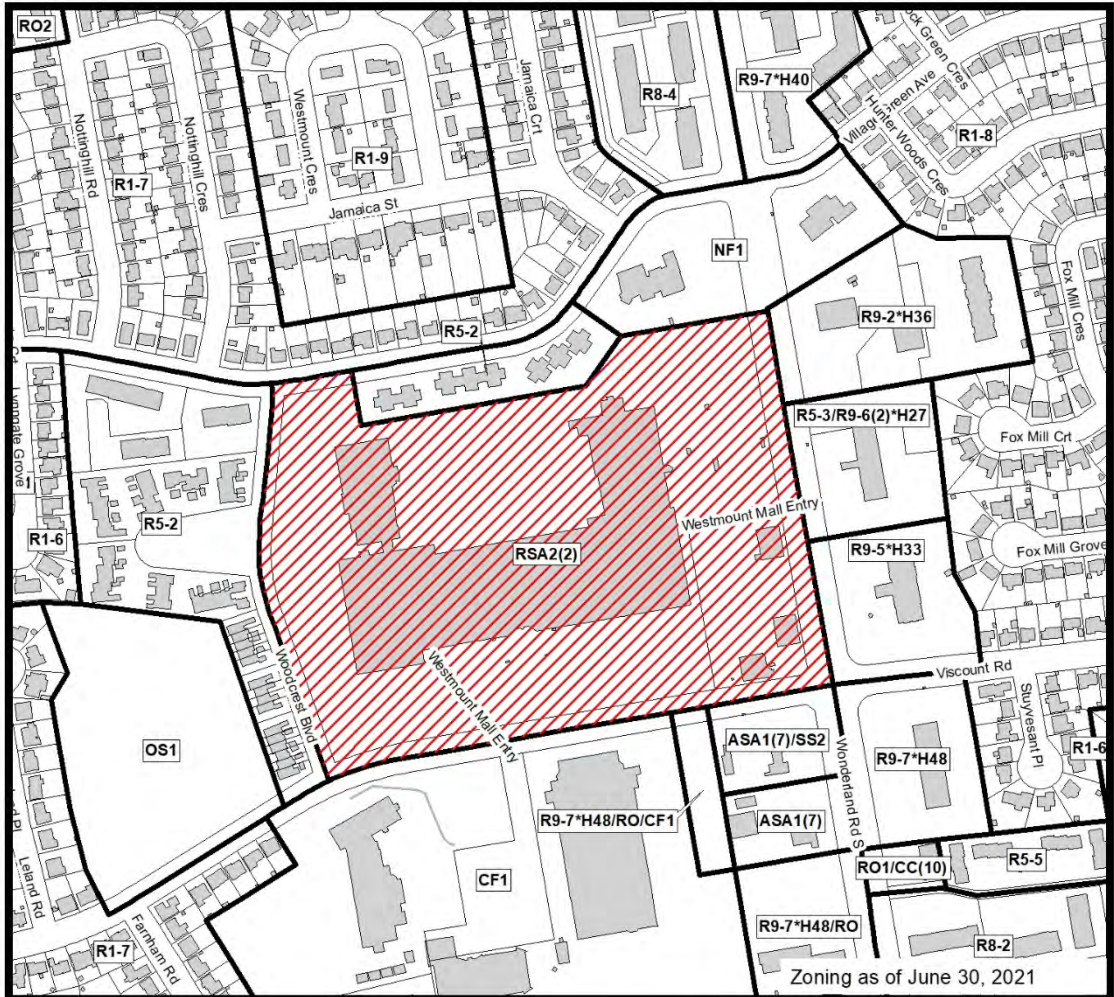 RO2
Nottinghill Rd
Nottinghill Cres
R1-7
Westmount Cres
R1-9
Jamaica St
Jamaica Crt
R8-4
R9-7*H40
Village Green Ave
Hunter Woods Cres
R1-8
NF1
R5-2
R9-2*H36
Fox Mill Cres
R5-3/R9-6(2)*H27
Fox Mill Crt
Westmount Mall Entry
Lynngate Grove
R5-2
R1-6
RSA2(2)
R9-5*H33
Fox Mill Grove
Woodcrest Blvd
Westmount Mall Entry
Viscount Rd
Stuyvesant Pl
OS1
ASA1(7)/SS2
Wonderland Rd S
R9-7*H48
R1-6
R9-7*H48/RO/CF1
ASA1(7)
Leland Rd
CF1
RO1/CC(10)
R5-5
R1-7
Farnham Rd
R9-7*H48/RO
R8-2
Zoning as of June 30, 2021